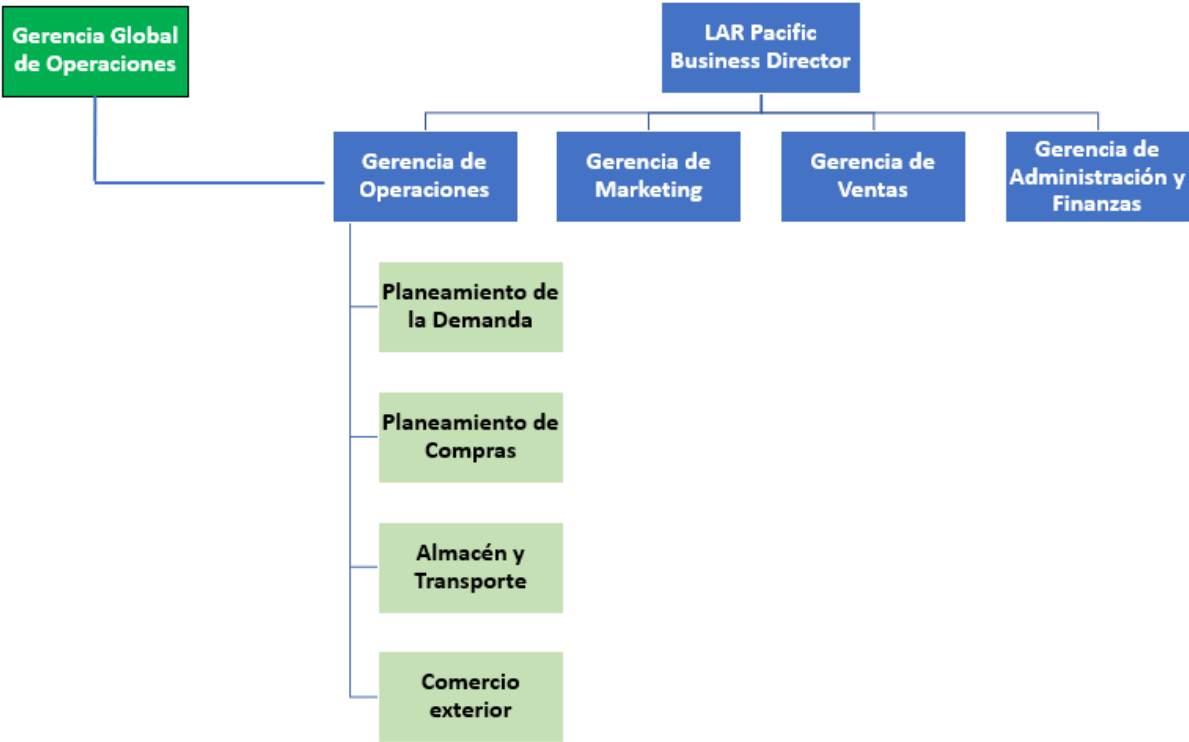 Gerencia Global
de Operaciones
LAR Pacific
Business Director
Gerencia de
Operaciones
Gerencia de
Marketing
Gerencia de
Ventas
Gerencia de
Administración y
Finanzas
Planeamiento de
la Demanda
Planeamiento de
Compras
Almacén y
Transporte
Comercio
exterior